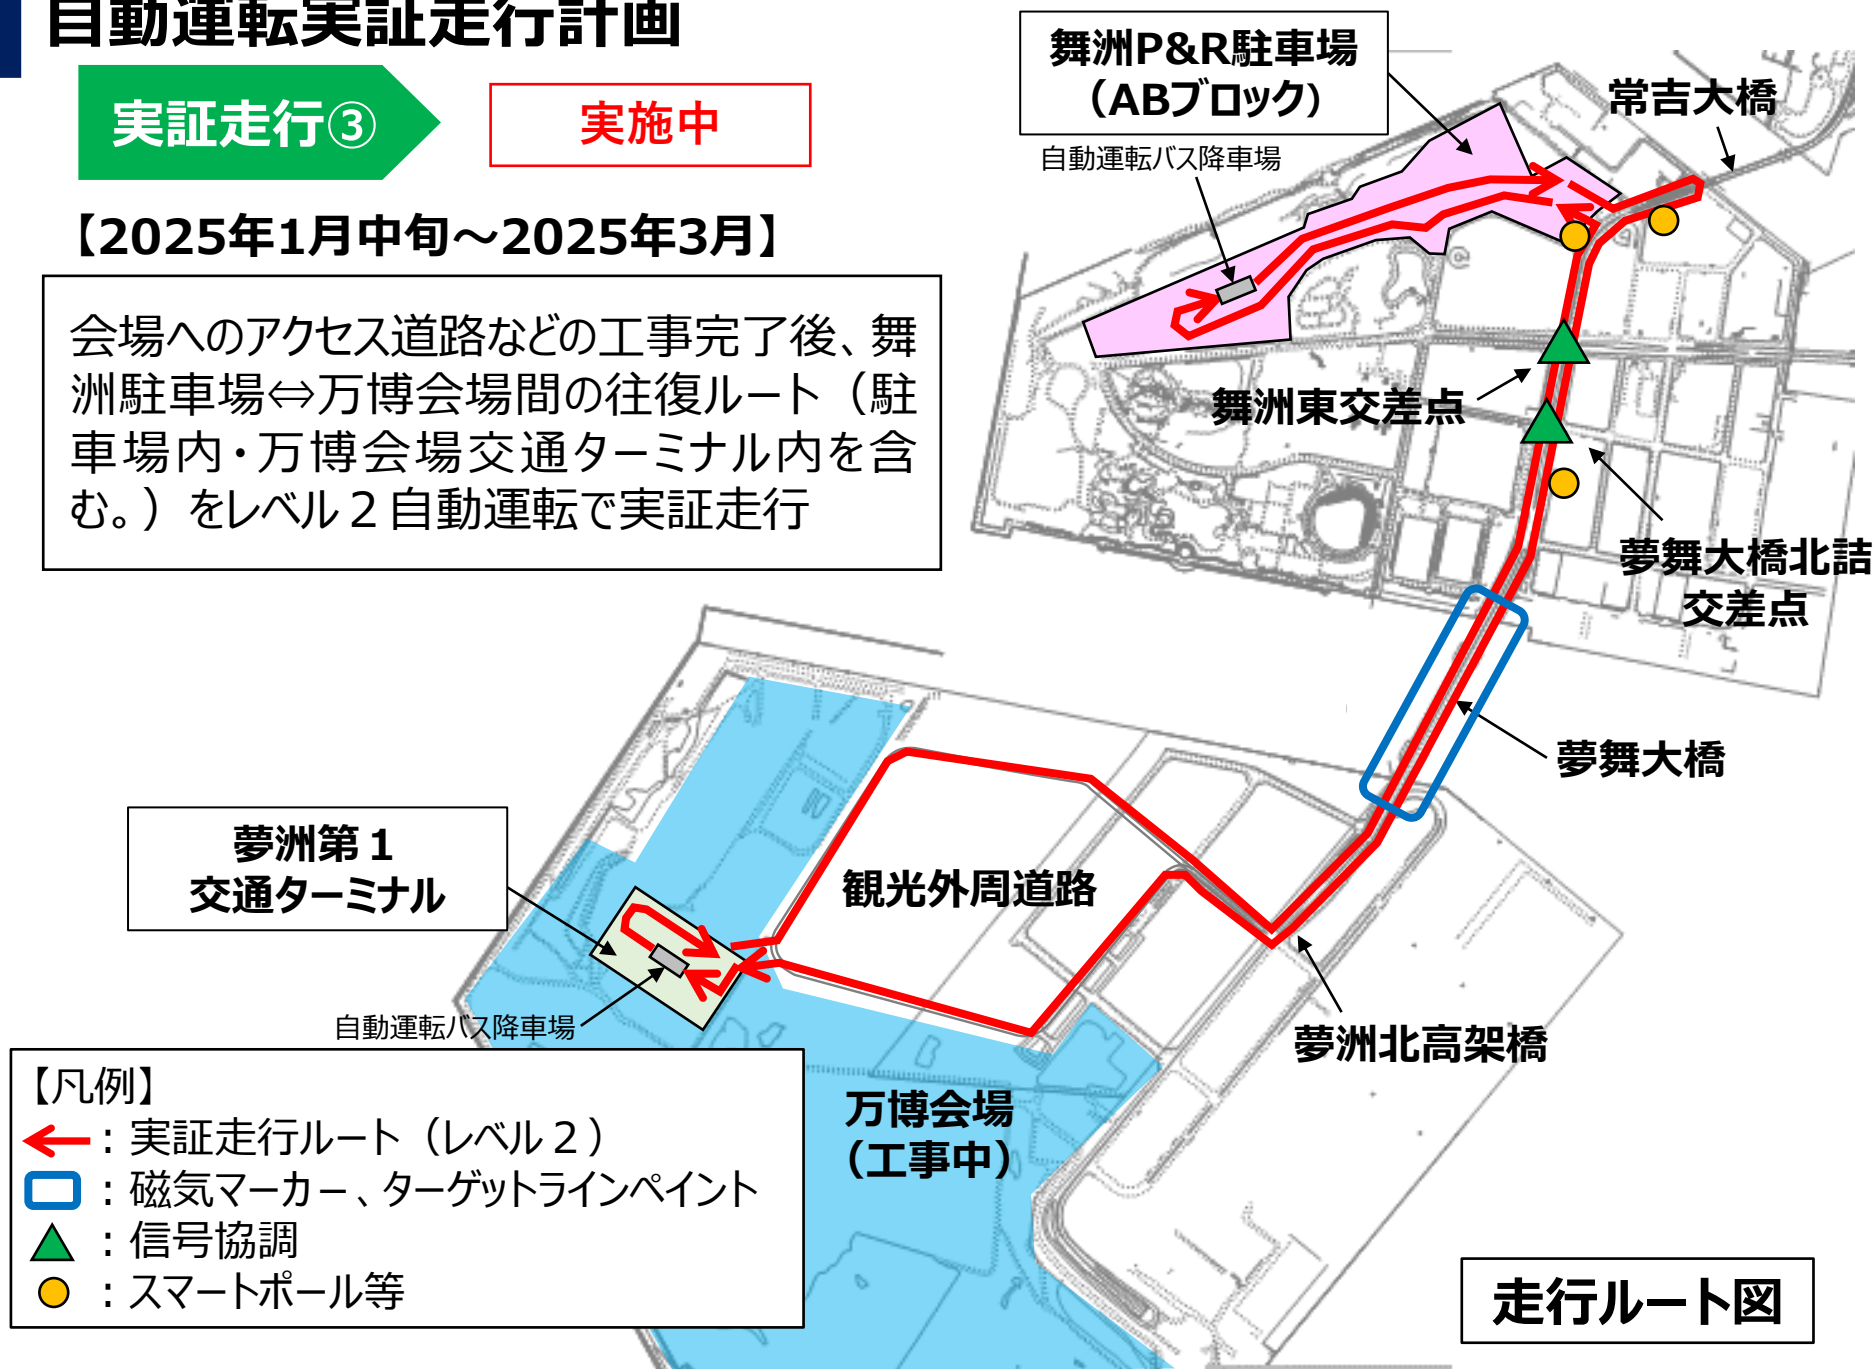 自動運転実証走行計画
実証走行③
実施中
【2025年1月中旬～2025年3月】
会場へのアクセス道路などの工事完了後、舞
洲駐車場⇔万博会場間の往復ルート（駐
車場内・万博会場交通ターミナル内を含
む。）をレベル２自動運転で実証走行
舞洲P&R駐車場
（ABブロック）
自動運転バス降車場
常吉大橋
舞洲東交差点
夢舞大橋北詰
交差点
夢舞大橋
夢洲第１
交通ターミナル
観光外周道路
自動運転バス降車場
夢洲北高架橋
万博会場
（工事中）
【凡例】
：実証走行ルート（レベル２）
：磁気マーカー、ターゲットラインペイント
：信号協調
：スマートポール等
走行ルート図